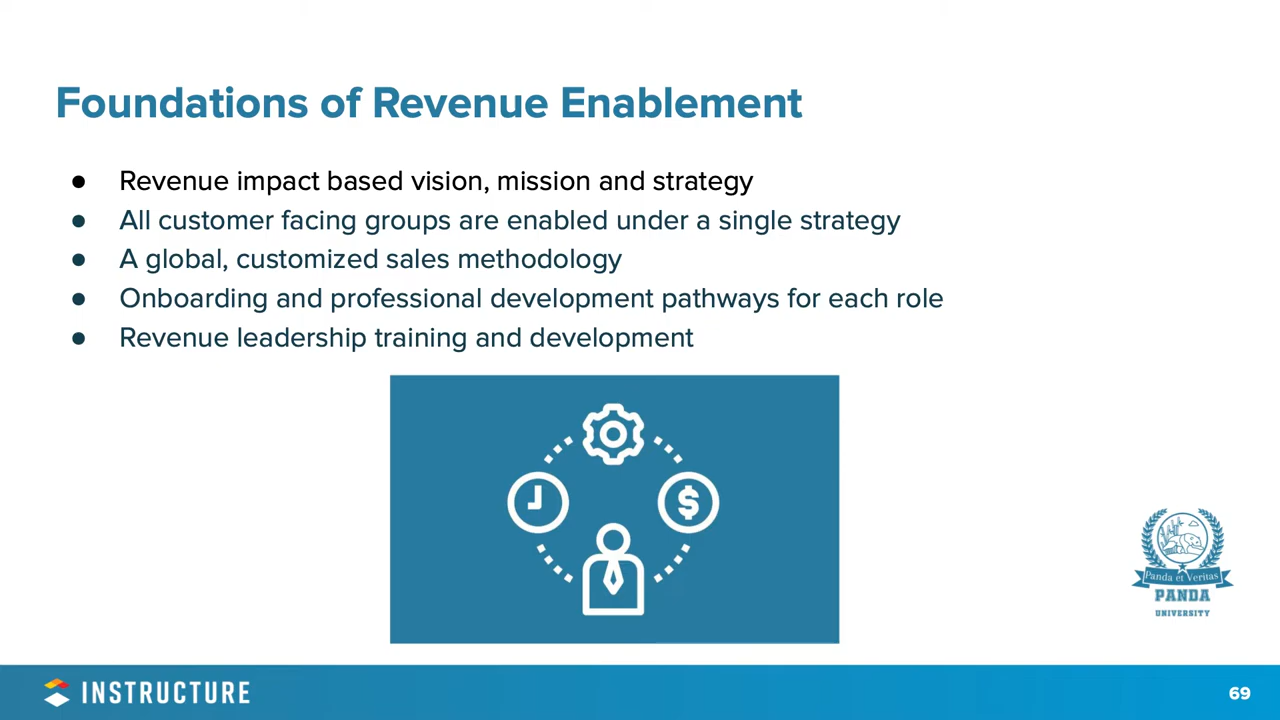 Foundations of Revenue Enablement
● Revenue impact based vision, mission and strategy
● All customer facing groups are enabled under a single strategy
● A global, customized sales methodology
● Onboarding and professional development pathways for each role
● Revenue leadership training and development
$
Panda et Veritas
PANDA
UNIVERSITY
INSTRUCTURE
69